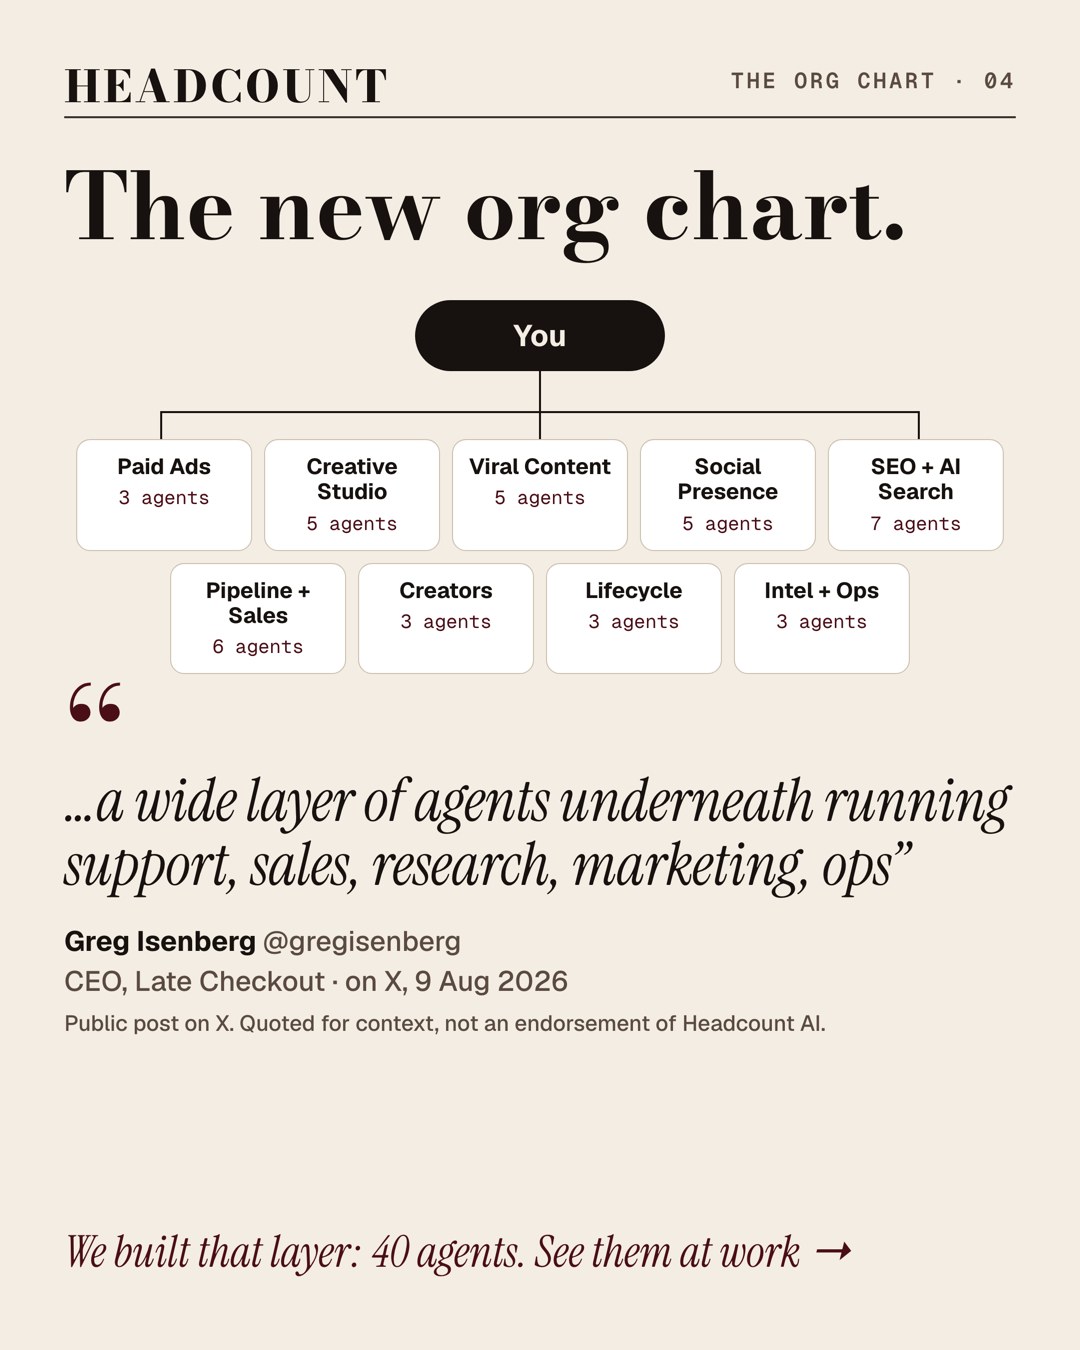 HEADCOUNT
THE ORG CHART · 04
The new org chart.
You
Paid Ads
3 agents
Creative
Studio
5 agents
Viral Content
5 agents
Social
Presence
5 agents
SEO + AI
Search
7 agents
Pipeline +
Sales
6 agents
Creators
3 agents
Lifecycle
3 agents
Intel + Ops
3 agents
“
...a wide layer of agents underneath running
support, sales, research, marketing, ops”
Greg Isenberg @gregisenberg
CEO, Late Checkout · on X, 9 Aug 2026
Public post on X. Quoted for context, not an endorsement of Headcount AI.
We built that layer: 40 agents. See them at work →